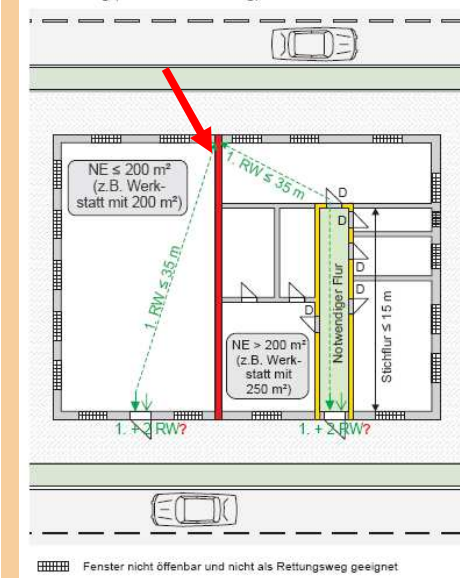 NE ≤ 200 m²
(z.B. Werk-
statt mit 200 m²)
1. RW ≤ 35 m
1. RW ≤ 35 m
D
D
D
D
D
Notwendiger Flur
Stichflur ≤ 15 m
NE > 200 m²
(z.B. Werk-
statt mit
250 m²)
1. + 2 RW?
1. + 2 RW?
Fenster nicht öffenbar und nicht als Rettungsweg geeignet